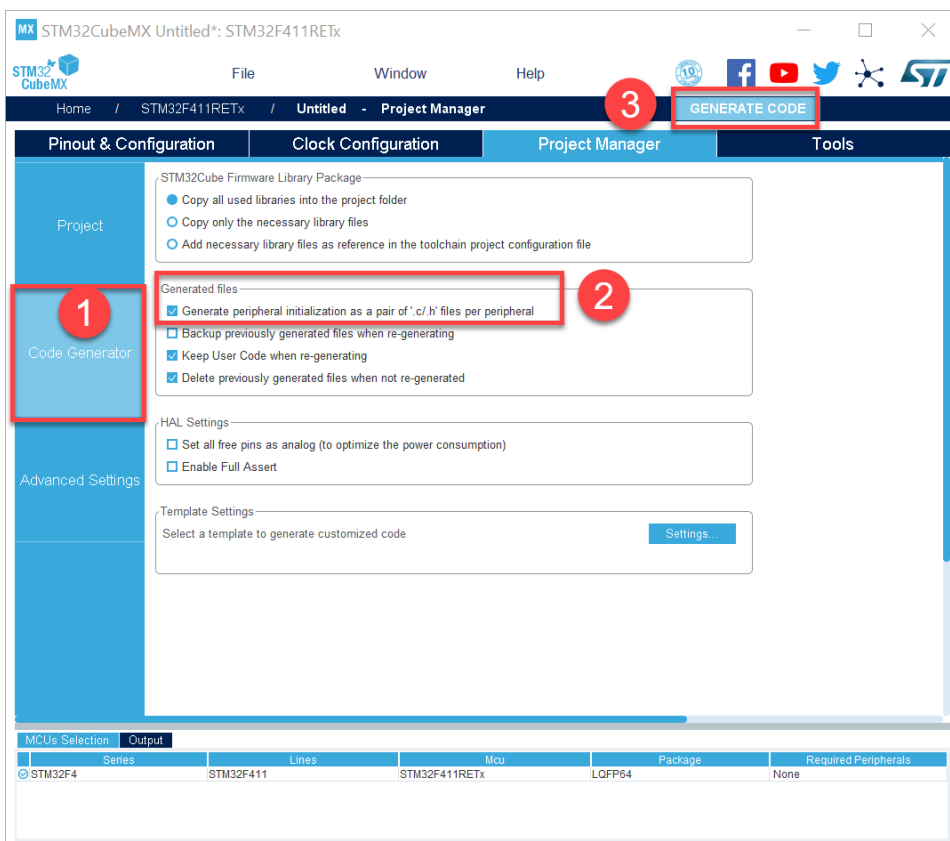 MX STM32CubeMX Untitled*: STM32F411RETx
STM32 CubeMX File Window Help 10 f ST
Home / STM32F411RETx / Untitled - Project Manager 3 GENERATE CODE
Pinout & Configuration Clock Configuration Project Manager Tools
STM32Cube Firmware Library Package
Copy all used libraries into the project folder
Project
Copy only the necessary library files
Add necessary library files as reference in the toolchain project configuration file
Generated files
1
2
Generate peripheral initialization as a pair of '.c/.h' files per peripheral
Backup previously generated files when re-generating
Code Generator
Keep User Code when re-generating
Delete previously generated files when not re-generated
HAL Settings
Set all free pins as analog (to optimize the power consumption)
Enable Full Assert
Advanced Settings
Template Settings
Select a template to generate customized code Settings...
MCUs Selection Output
Series Lines Mcu Package Required Peripherals
STM32F4 STM32F411 STM32F411RETx LQFP64 None